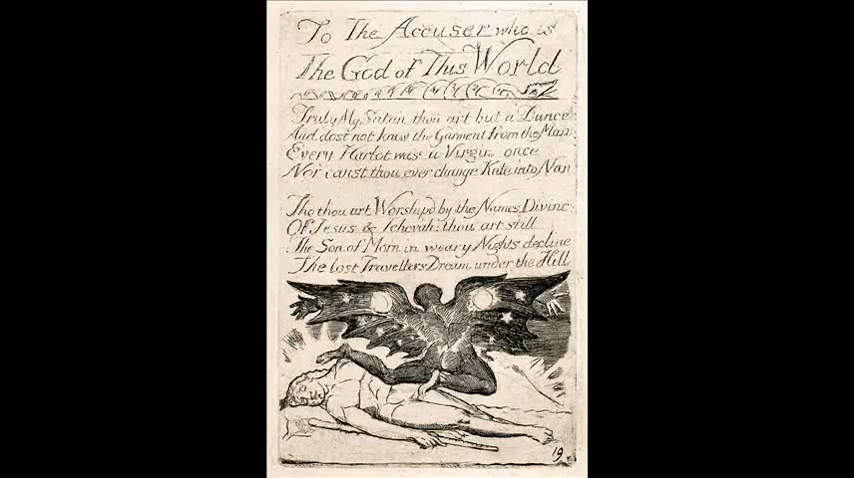 To The Accuser who is
The God of This World
Truly My Satan thou art but a Dunce
And dost not know the Garment from the Man
Every Harlot was a Virgin once
Nor canst thou ever change Kate into Nan
Tho thou art Worshipd by the Names Divine
Of Jesus & Jehovah: thou art still
The Son of Morn in weary Nights decline
The lost Travellers Dream under the Hill
19